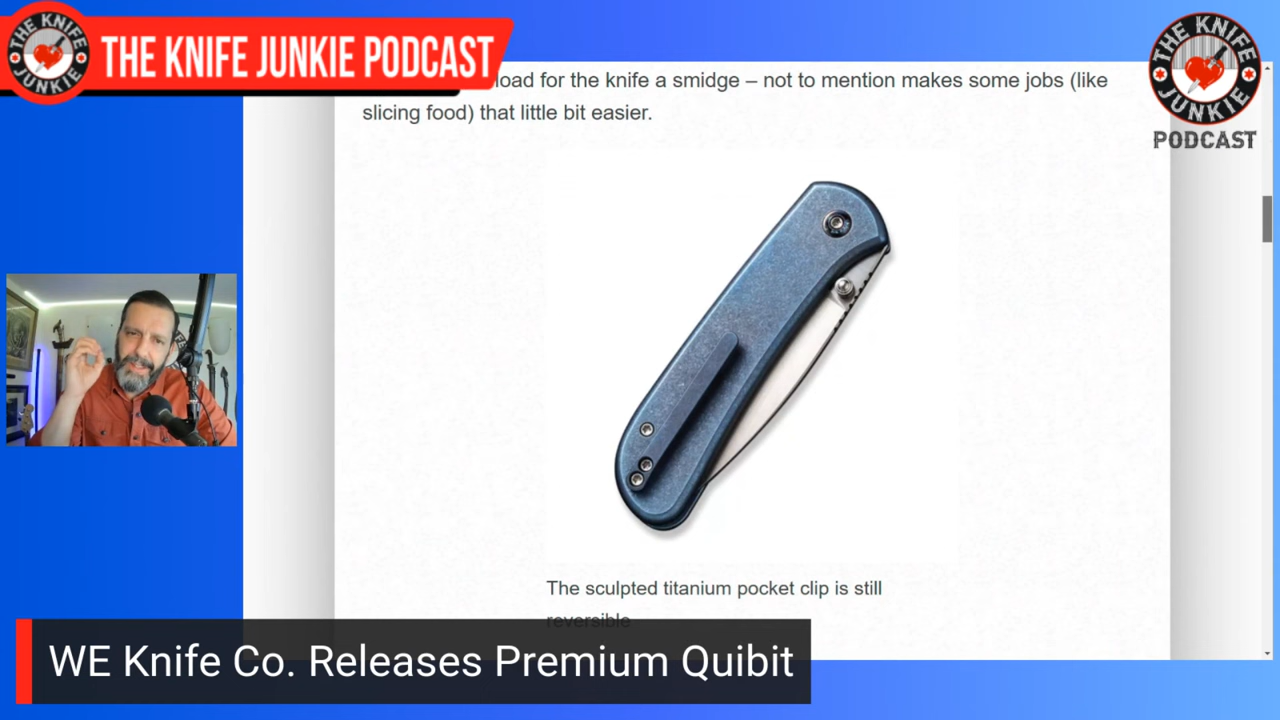 THE KNIFE JUNKIE
THE KNIFE JUNKIE PODCAST
THE KNIFE JUNKIE
PODCAST
load for the knife a smidge – not to mention makes some jobs (like
slicing food) that little bit easier.
The sculpted titanium pocket clip is still
reversible
WE Knife Co. Releases Premium Quibit